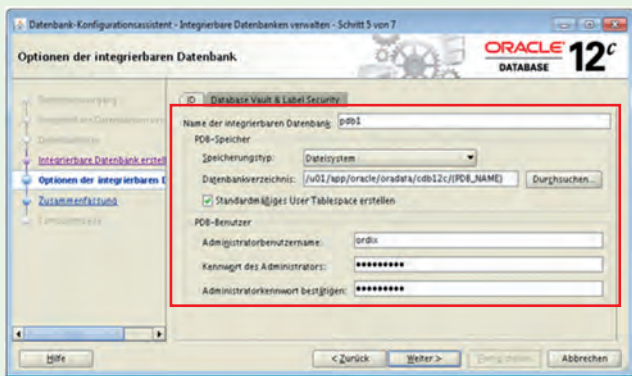 Datenbank-Konfigurationsassistent - Integrierbare Datenbanken verwalten - Schritt 5 von 7
Optionen der integrierbaren Datenbank
ORACLE
DATABASE
12c
Integrierbare Datenbank erstell
Optionen der integrierbaren D
Zusammenfassung
ID
Database Vault & Label Security
Name der integrierbaren Datenbank: pdb1
PDB-Speicher
Speicherungstyp: Dateisystem
Datenbankverzeichnis: /u01/app/oracle/oradata/cdb12c/{PDB_NAME} Durchsuchen...
Standardmäßiges User Tablespace erstellen
PDB-Benutzer
Administratorbenutzername: ordix
Kennwort des Administrators: •••••••••
Administratorkennwort bestätigen: •••••••••
Hilfe
< Zurück
Weiter >
Abbrechen